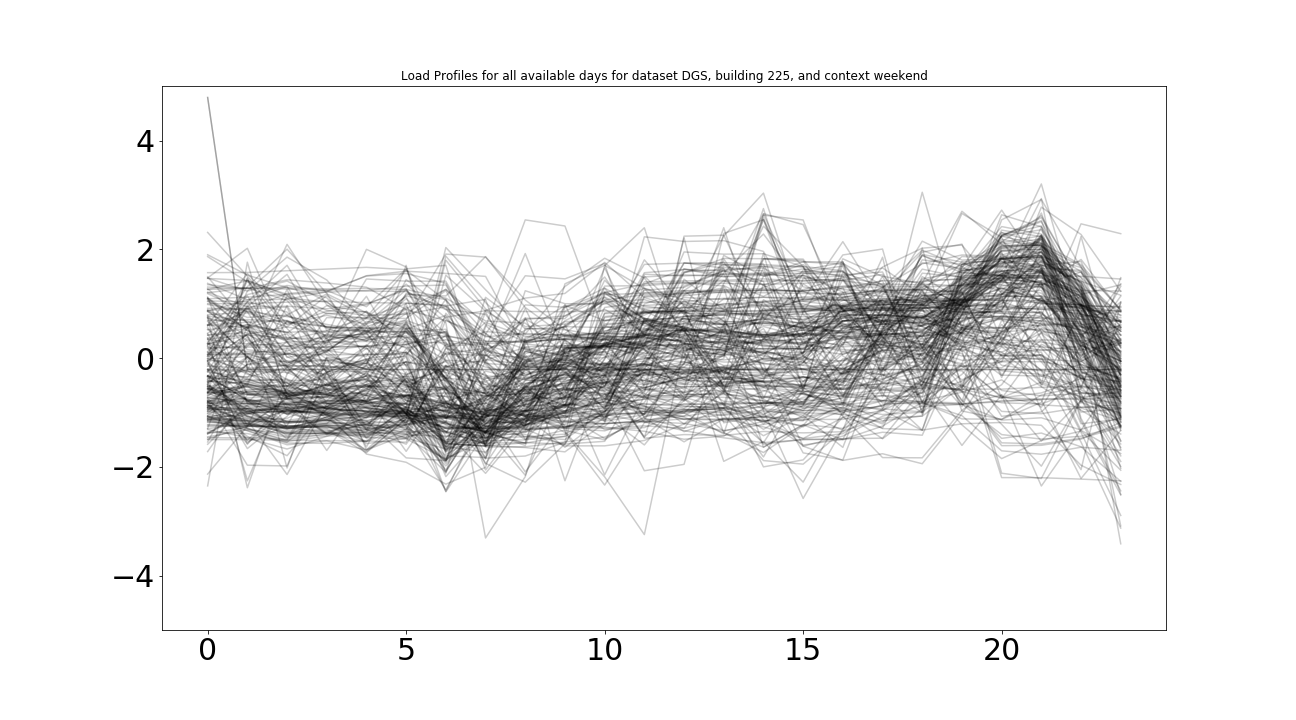 Load Profiles for all available days for dataset DGS, building 225, and context weekend
4
2
0
−2
−4
0 5 10 15 20